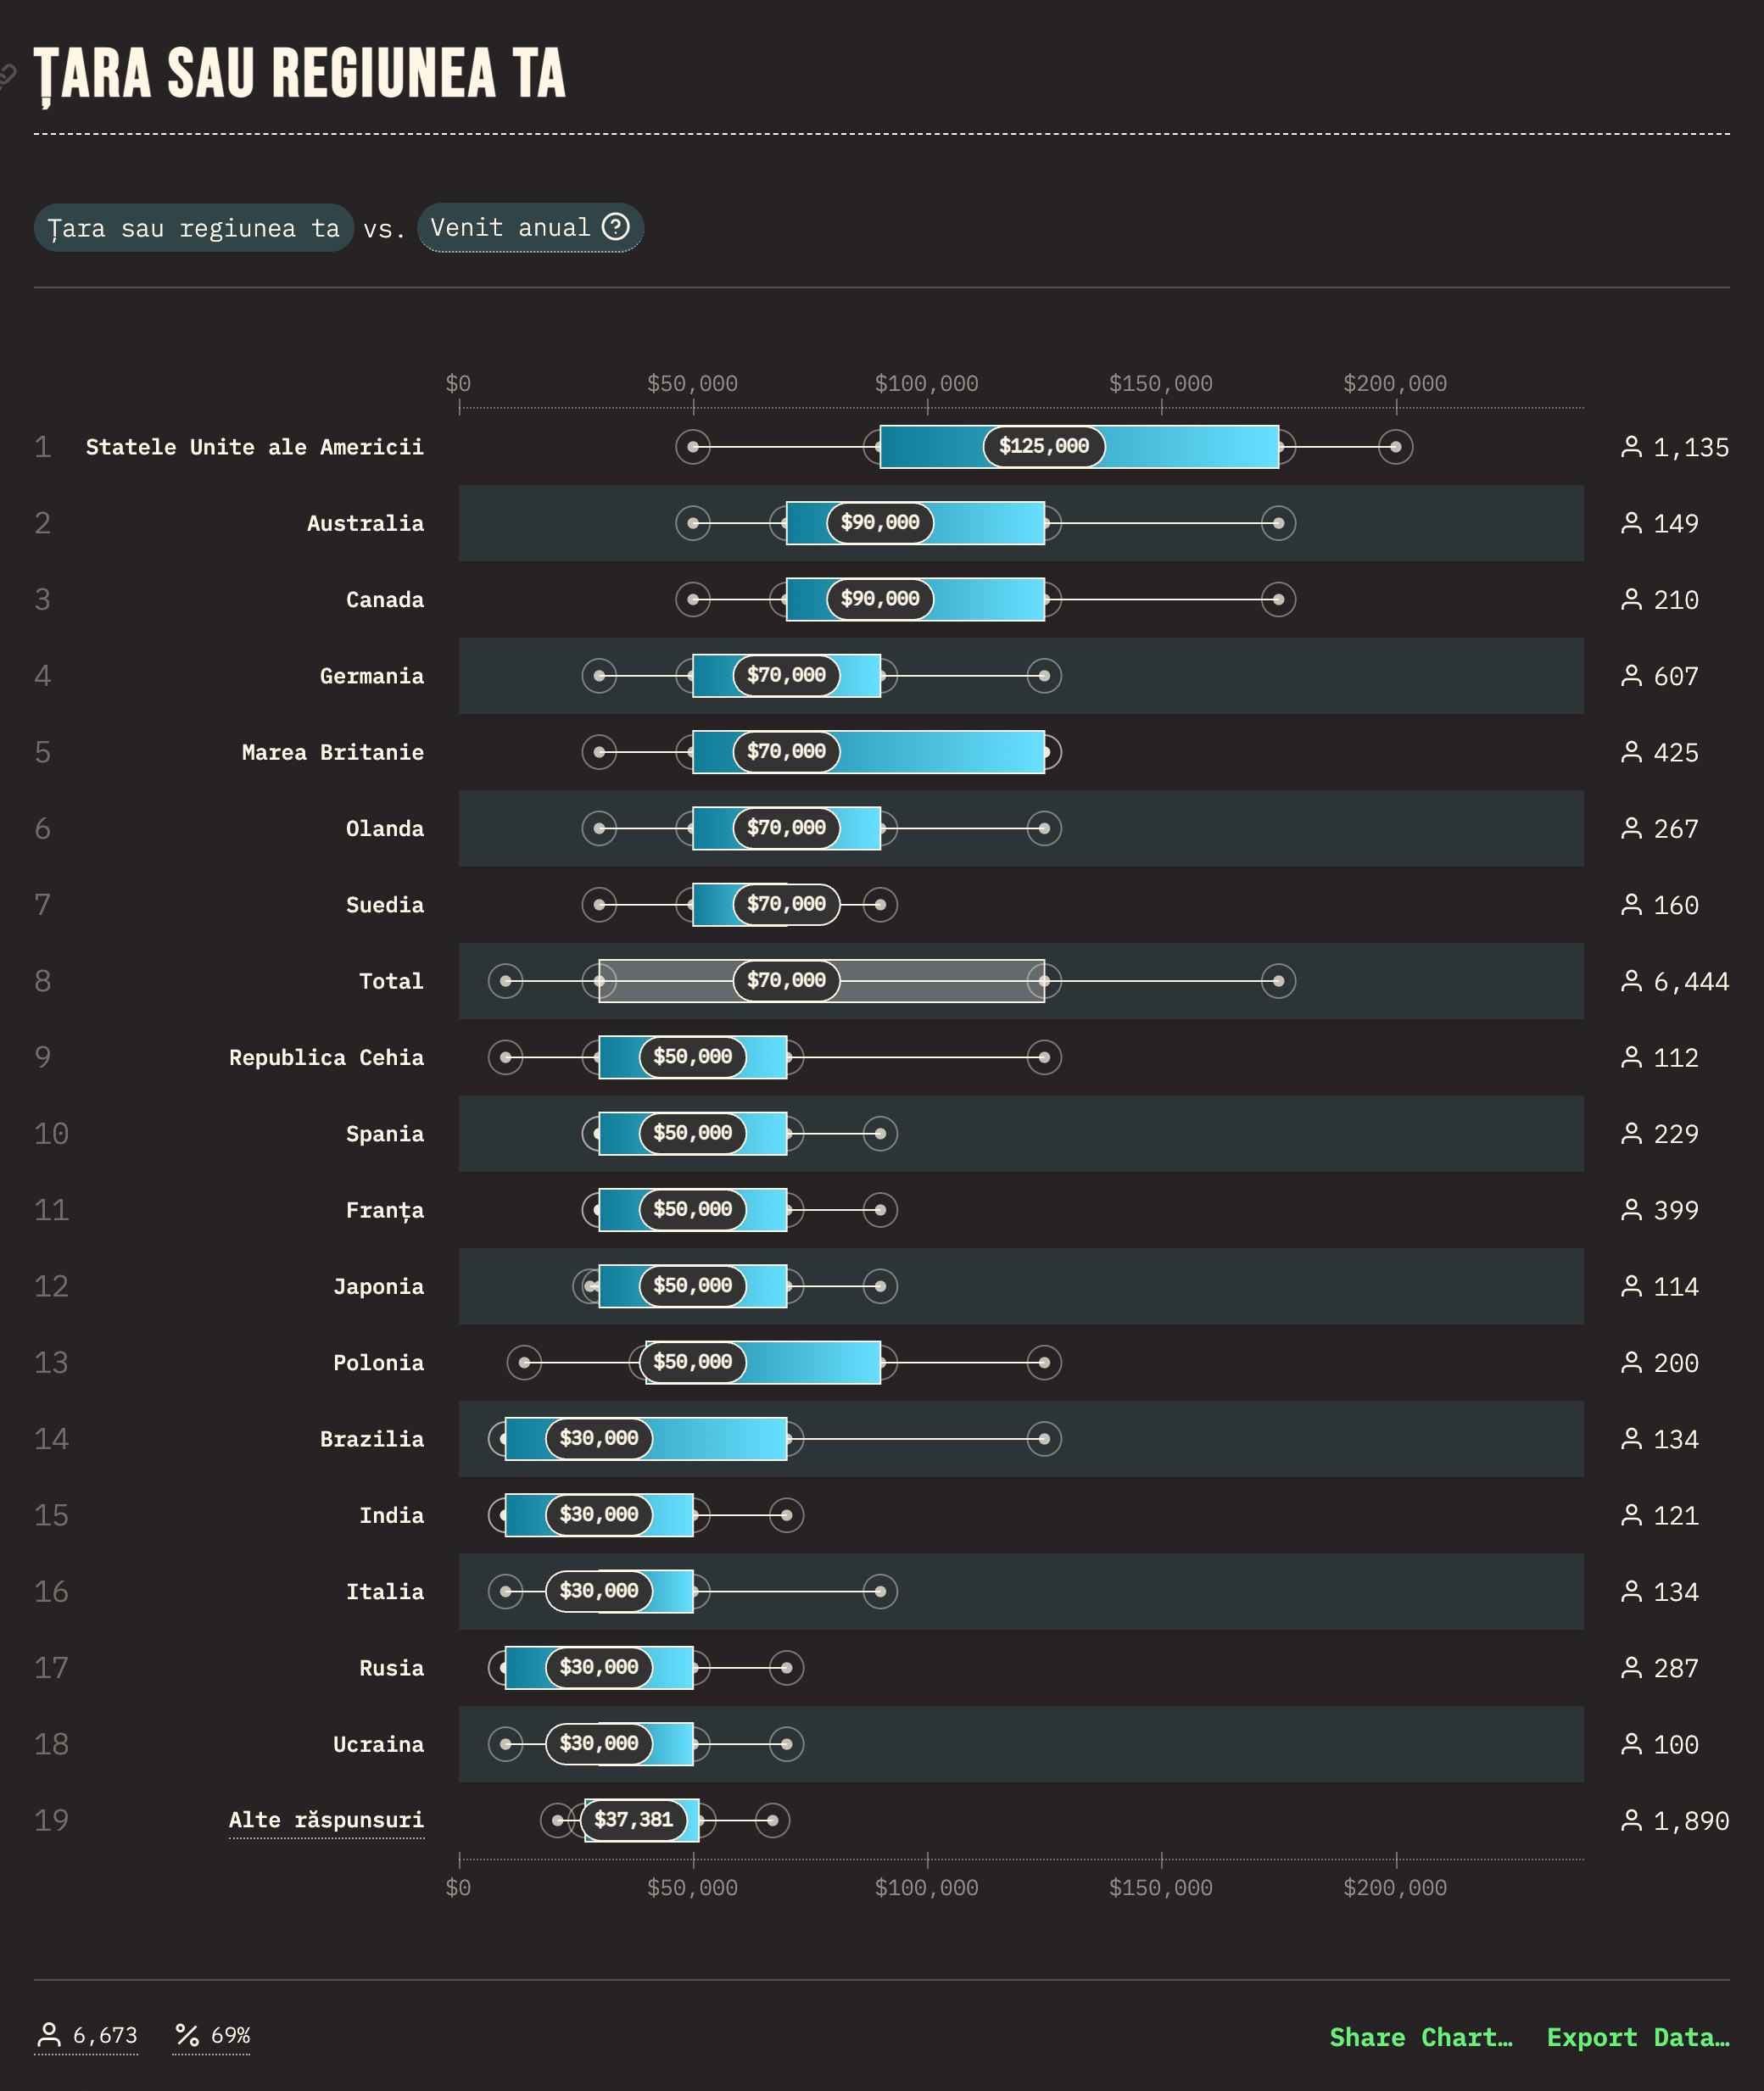 ȚARA SAU REGIUNEA TA
Țara sau regiunea ta vs. Venit anual ?
$0 $50,000 $100,000 $150,000 $200,000
1 Statele Unite ale Americii $125,000 1,135
2 Australia $90,000 149
3 Canada $90,000 210
4 Germania $70,000 607
5 Marea Britanie $70,000 425
6 Olanda $70,000 267
7 Suedia $70,000 160
8 Total $70,000 6,444
9 Republica Cehia $50,000 112
10 Spania $50,000 229
11 Franța $50,000 399
12 Japonia $50,000 114
13 Polonia $50,000 200
14 Brazilia $30,000 134
15 India $30,000 121
16 Italia $30,000 134
17 Rusia $30,000 287
18 Ucraina $30,000 100
19 Alte răspunsuri $37,381 1,890
$0 $50,000 $100,000 $150,000 $200,000
6,673 % 69% Share Chart… Export Data…